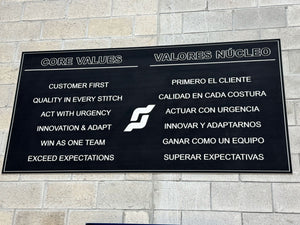 CORE VALUES
CUSTOMER FIRST
QUALITY IN EVERY STITCH
ACT WITH URGENCY
INNOVATION & ADAPT
WIN AS ONE TEAM
EXCEED EXPECTATIONS
VALORES NÚCLEO
PRIMERO EL CLIENTE
CALIDAD EN CADA COSTURA
ACTUAR CON URGENCIA
INNOVAR Y ADAPTARNOS
GANAR COMO UN EQUIPO
SUPERAR EXPECTATIVAS